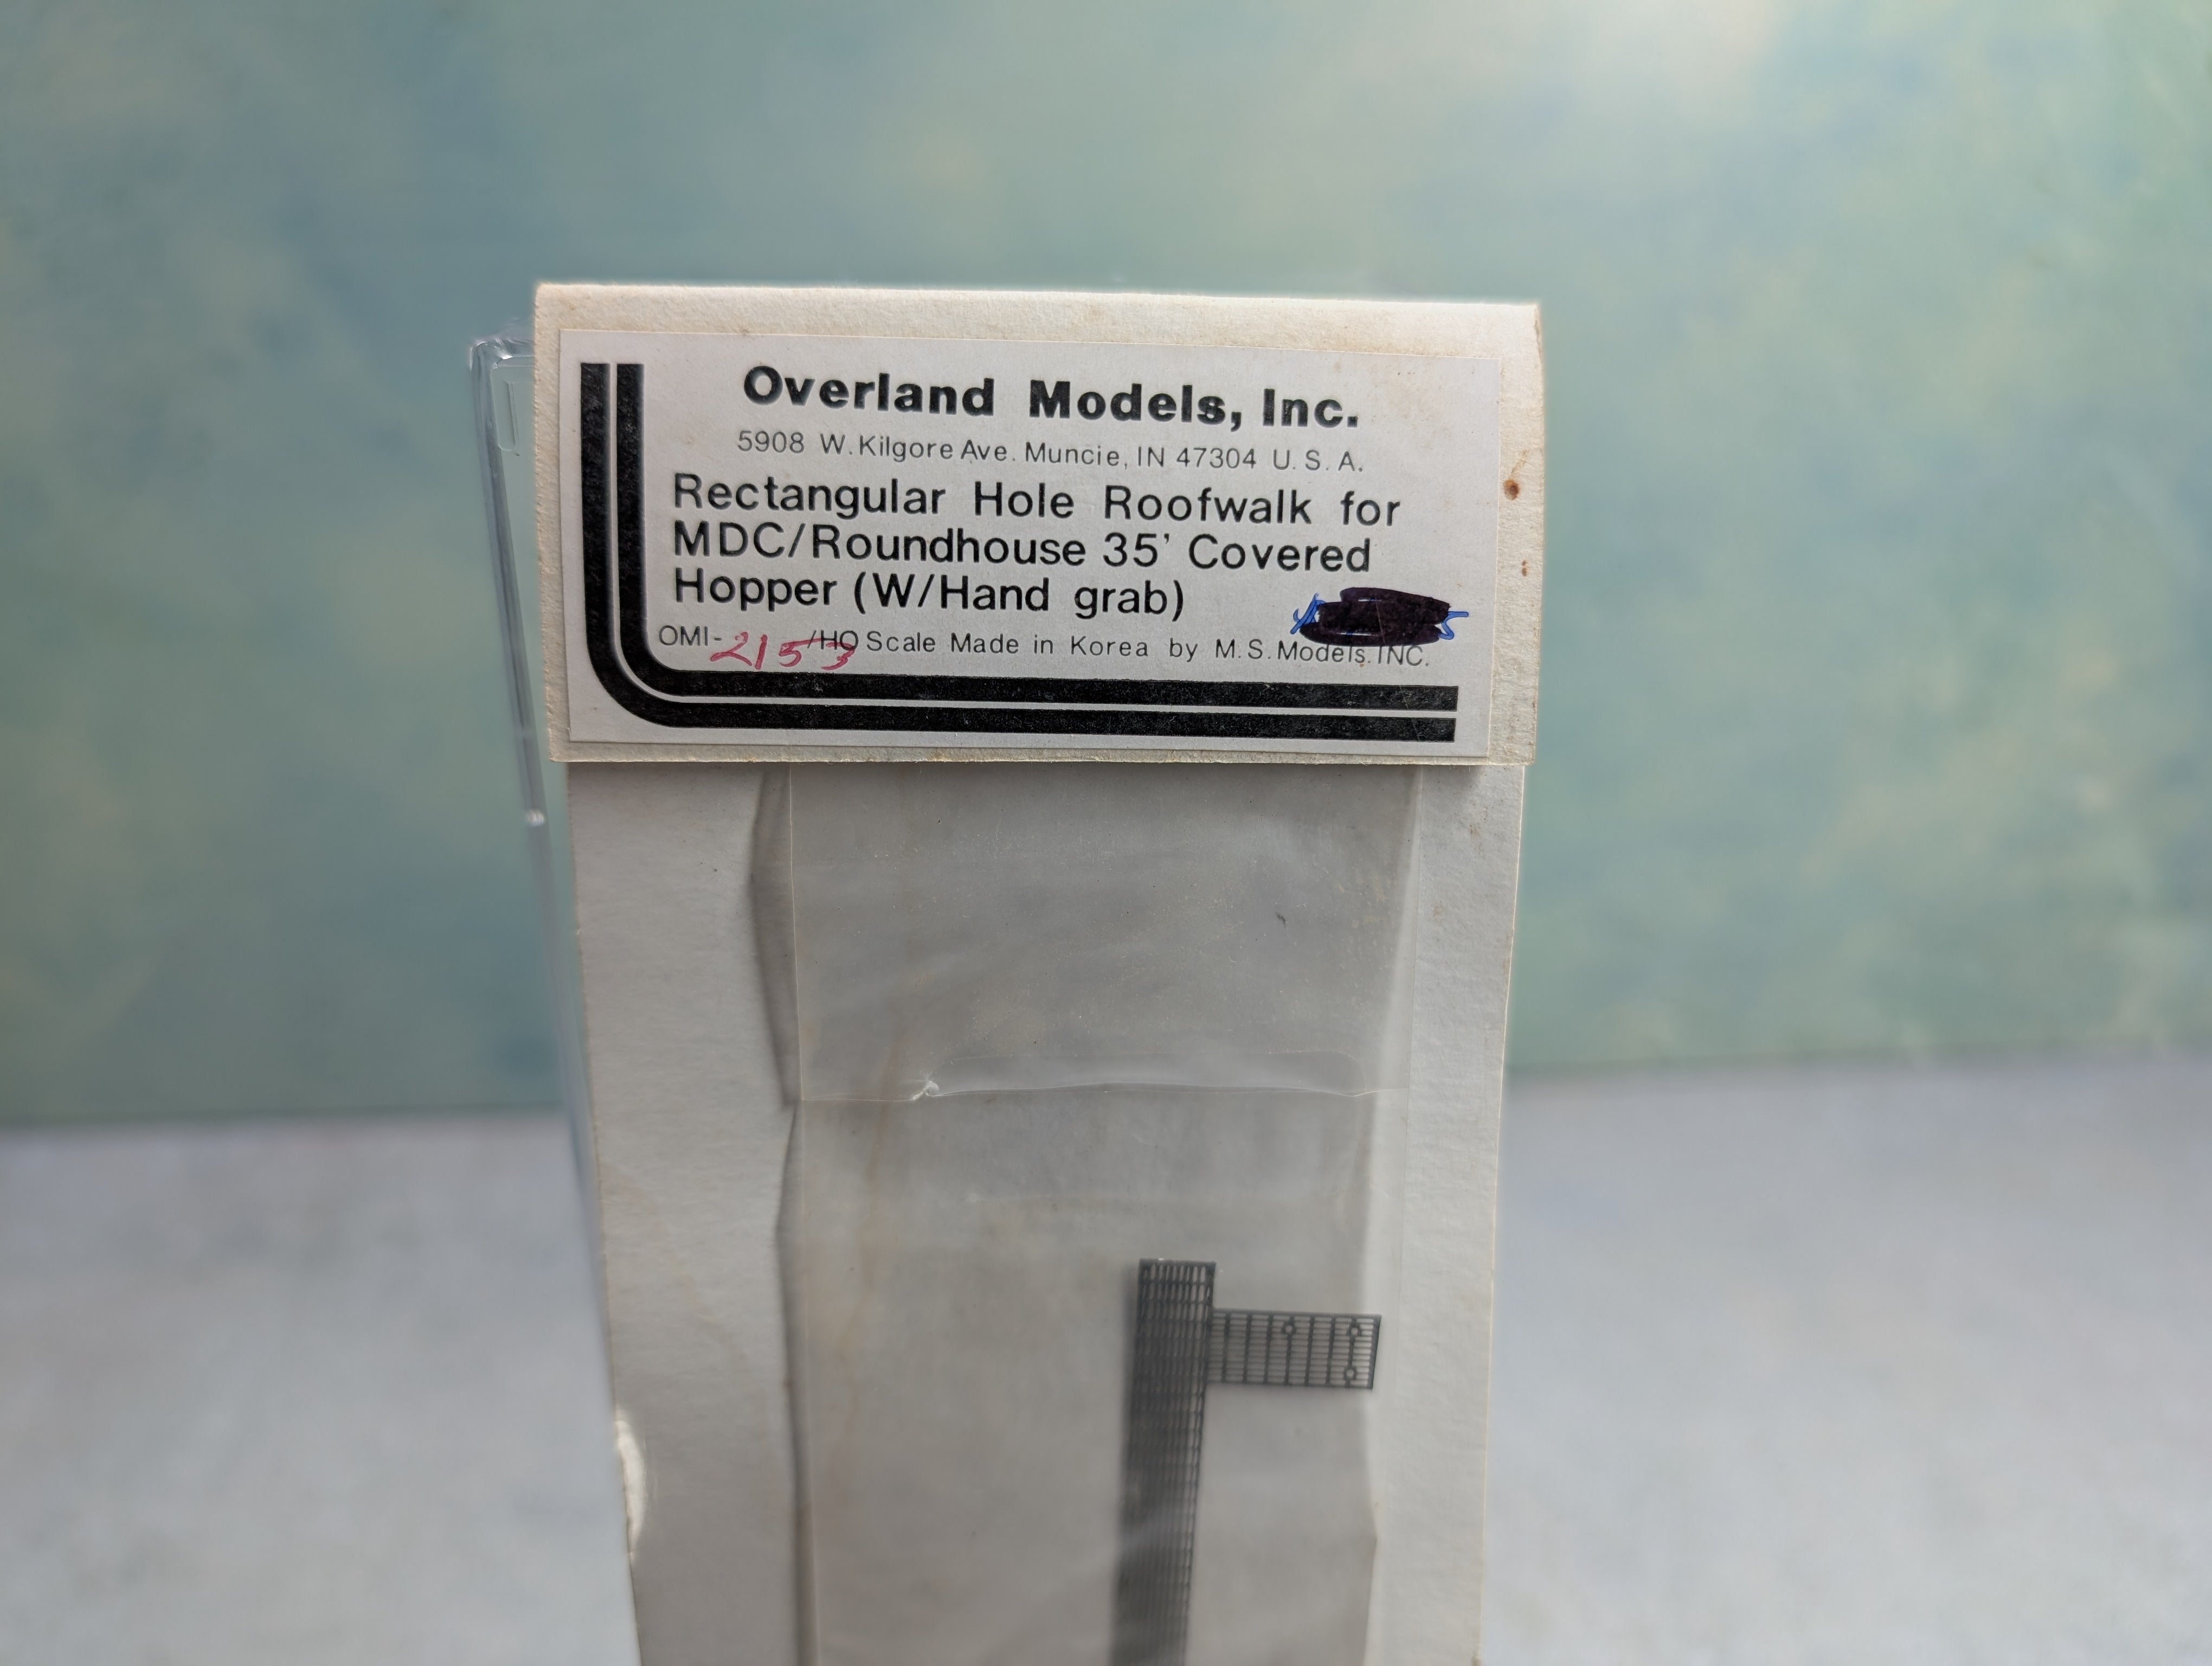 Overland Models, Inc.
5908 W. Kilgore Ave. Muncie, IN 47304 U. S. A.
Rectangular Hole Roofwalk for
MDC/Roundhouse 35' Covered
Hopper (W/Hand grab)
OMI-2153/HO Scale Made in Korea by M.S. Models. INC.